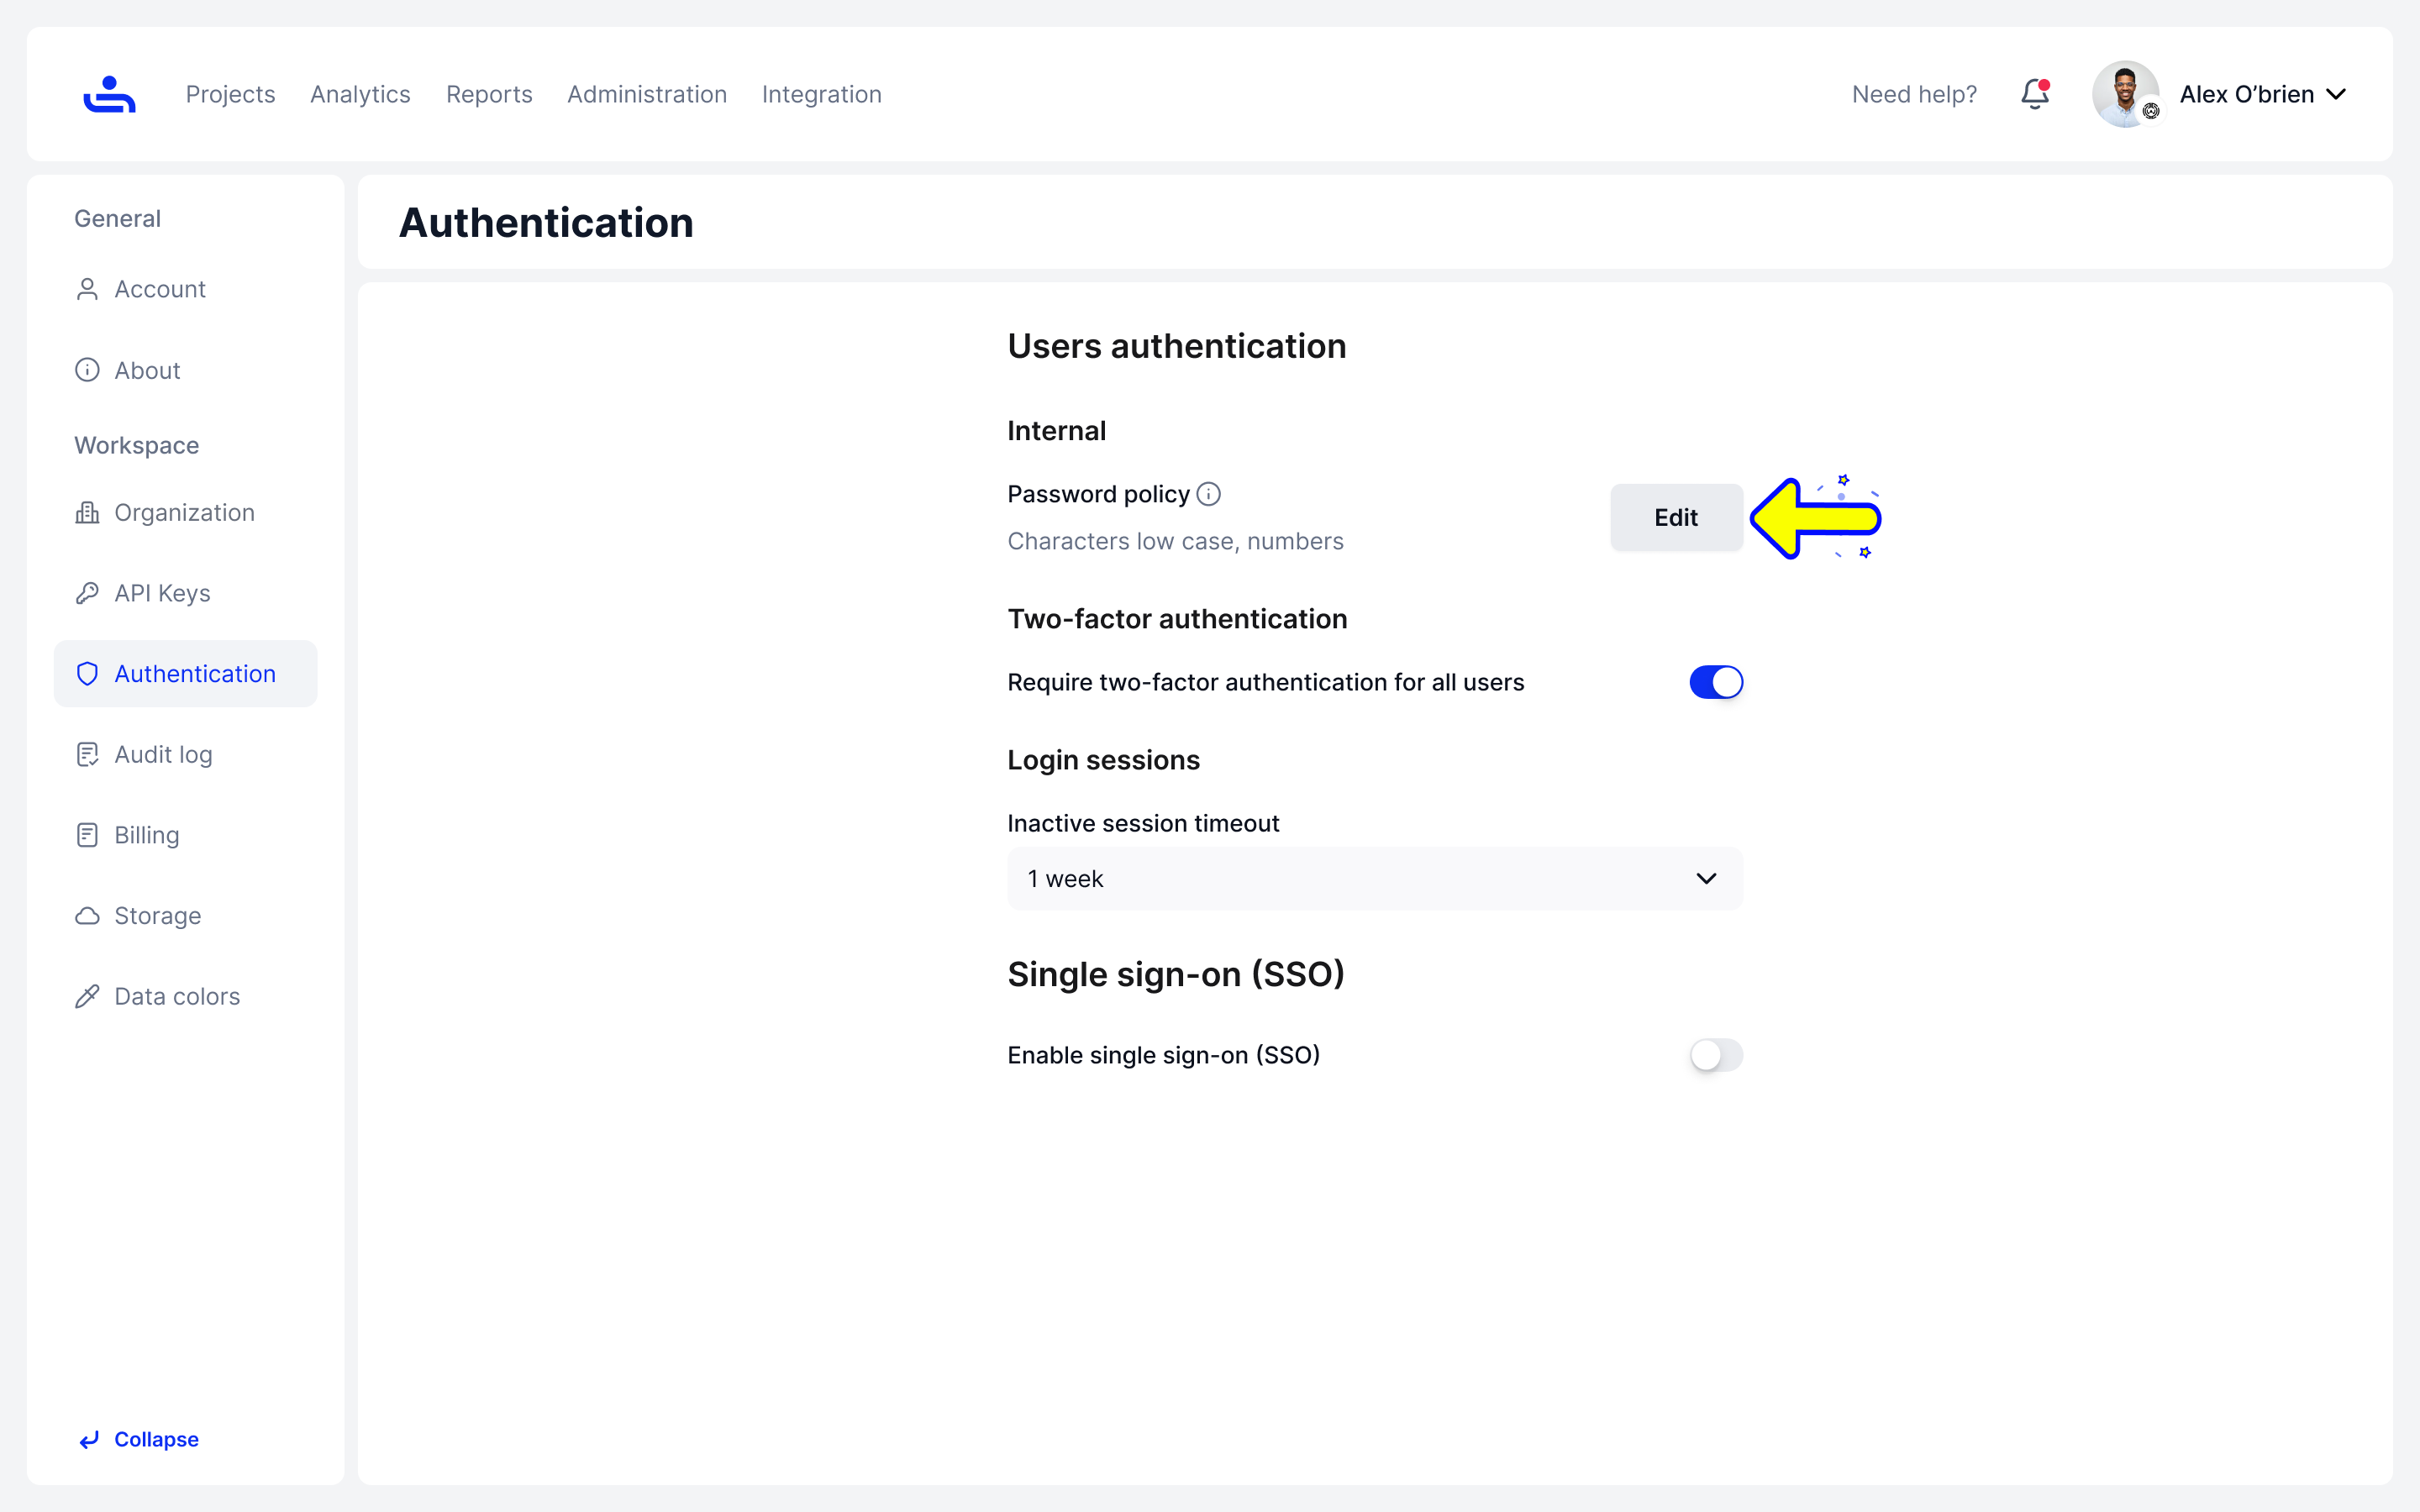 Projects
Analytics
Reports
Administration
Integration
Need help?
Alex O’brien
General
Account
About
Workspace
Organization
API Keys
Authentication
Audit log
Billing
Storage
Data colors
Collapse
Authentication
Users authentication
Internal
Password policy
Characters low case, numbers
Edit
Two-factor authentication
Require two-factor authentication for all users
Login sessions
Inactive session timeout
1 week
Single sign-on (SSO)
Enable single sign-on (SSO)